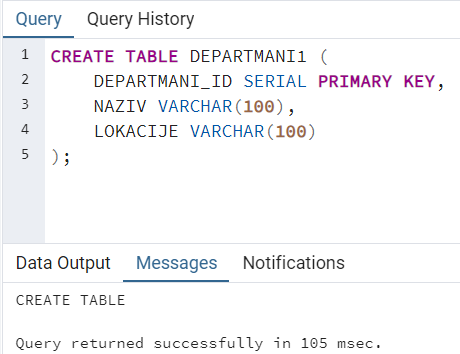 Query Query History
1 CREATE TABLE DEPARTMANI1 (
2 DEPARTMANI_ID SERIAL PRIMARY KEY,
3 NAZIV VARCHAR(100),
4 LOKACIJE VARCHAR(100)
5 );
Data Output Messages Notifications
CREATE TABLE
Query returned successfully in 105 msec.